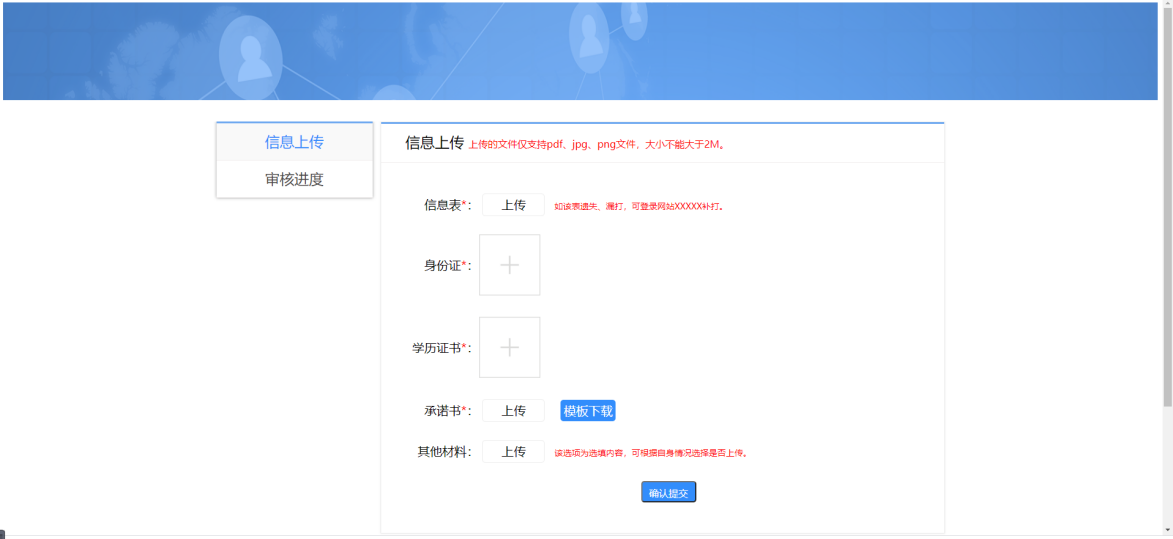 信息上传
审核进度
信息上传 上传的文件仅支持pdf、jpg、png文件，大小不能大于2M。
信息表*： 上传 如该表遗失、漏打，可登录网站XXXXX补打。
身份证*：
学历证书*：
承诺书*： 上传 模板下载
其他材料： 上传 该选项为选填内容，可根据自身情况选择是否上传。
确认提交